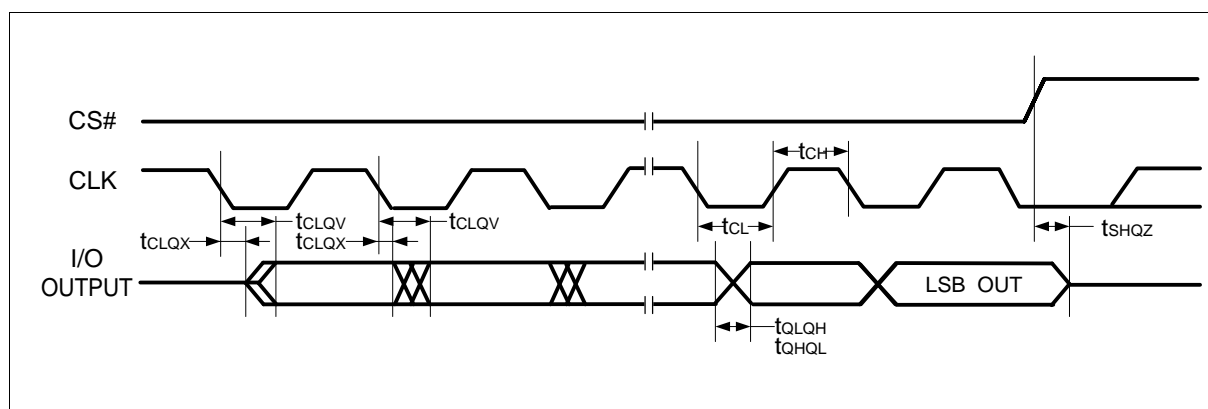 CS#
CLK
tCH
tCLQV
tCLQV
tCL
tSHQZ
tCLQX
tCLQX
I/O
OUTPUT
LSB OUT
tQLQH
tQHQL